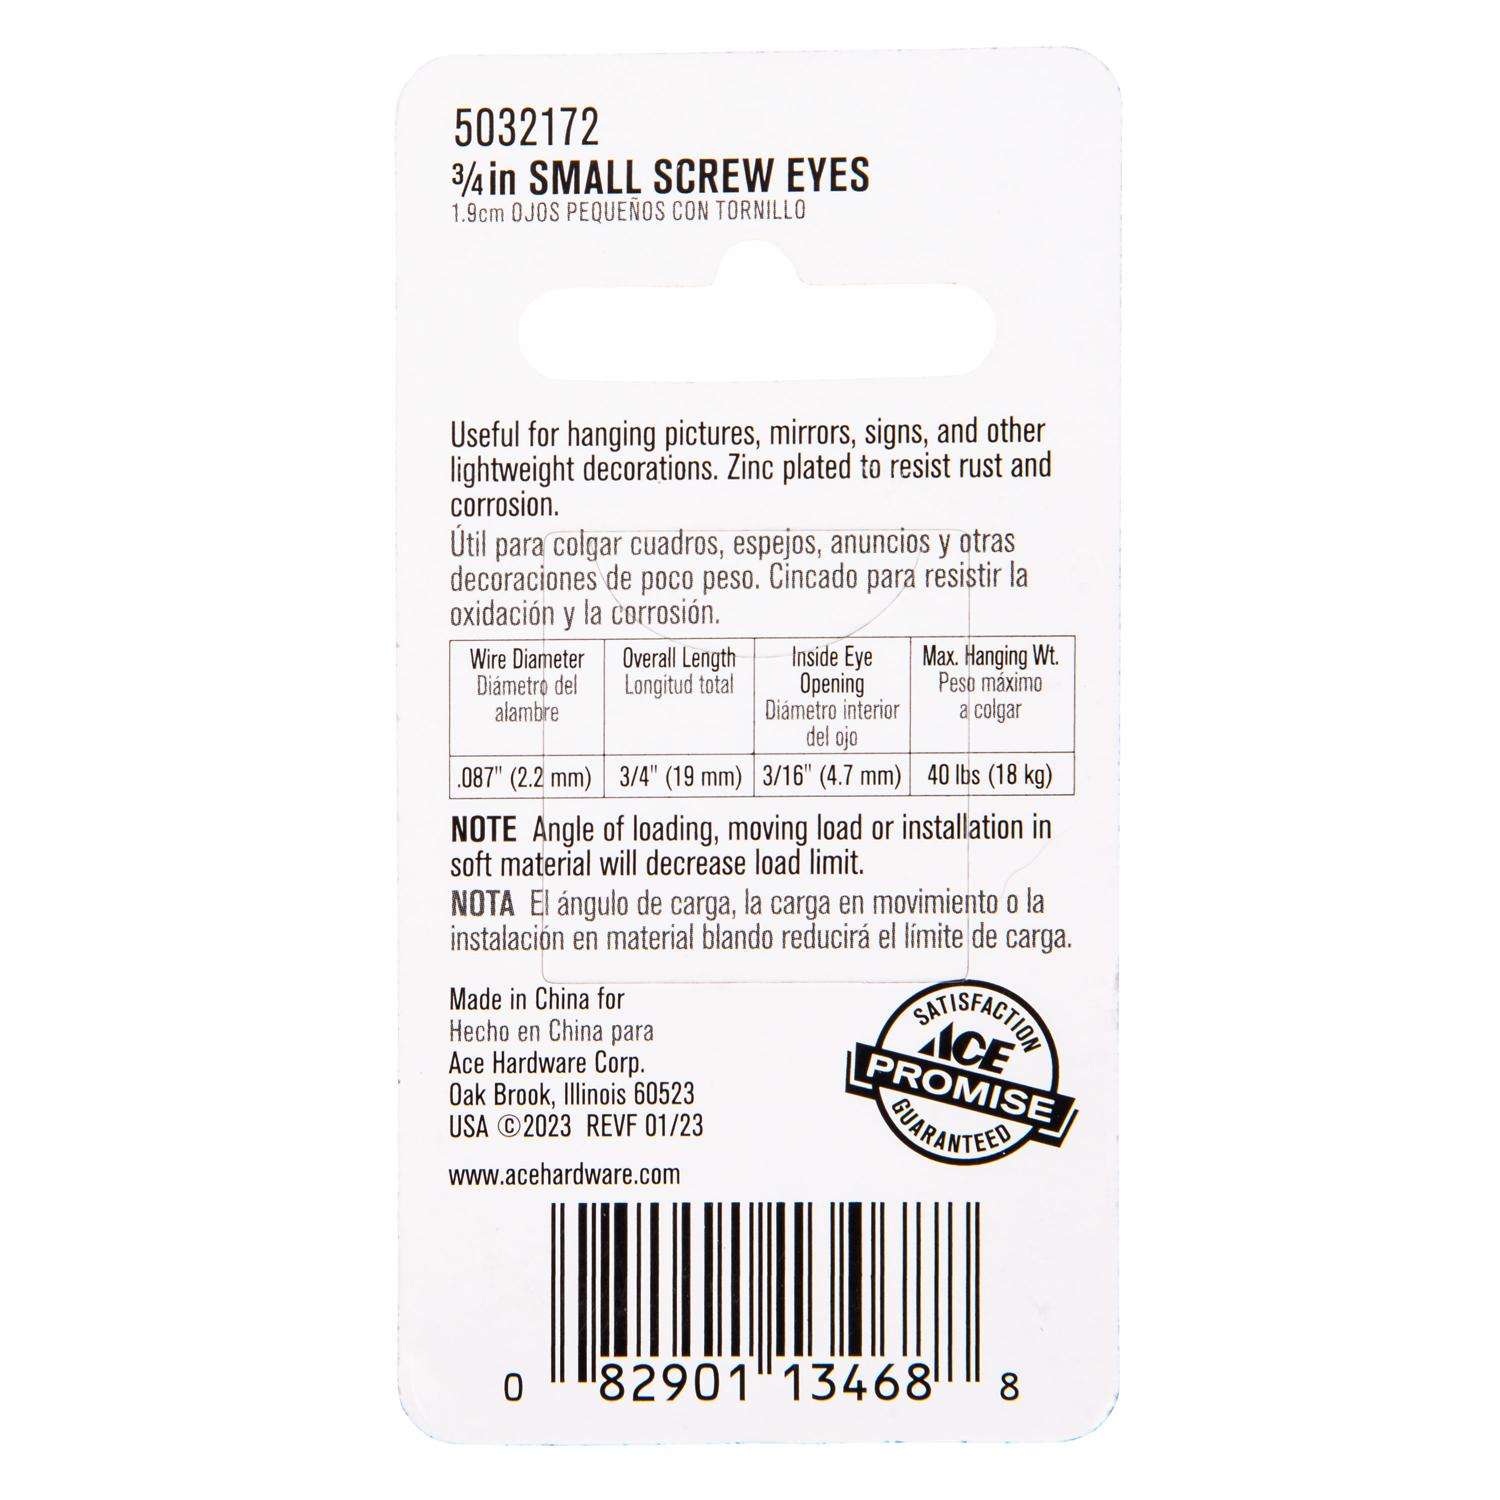 5032172
¾ in SMALL SCREW EYES
1.9cm OJOS PEQUEÑOS CON TORNILLO
Useful for hanging pictures, mirrors, signs, and other
lightweight decorations. Zinc plated to resist rust and
corrosion.
Útil para colgar cuadros, espejos, anuncios y otras
decoraciones de poco peso. Cincado para resistir la
oxidación y la corrosión.
Wire Diameter
Diámetro del
alambre
Overall Length
Longitud total
Inside Eye
Opening
Diámetro interior
del ojo
Max. Hanging Wt.
Peso máximo
a colgar
.087" (2.2 mm) 3/4" (19 mm) 3/16" (4.7 mm) 40 lbs (18 kg)
NOTE Angle of loading, moving load or installation in
soft material will decrease load limit.
NOTA El ángulo de carga, la carga en movimiento o la
instalación en material blando reducirá el límite de carga.
Made in China for
Hecho en China para
Ace Hardware Corp.
Oak Brook, Illinois 60523
USA ©2023 REVF 01/23
www.acehardware.com
SATISFACTION
ACE
PROMISE
GUARANTEED
0 82901 13468 8